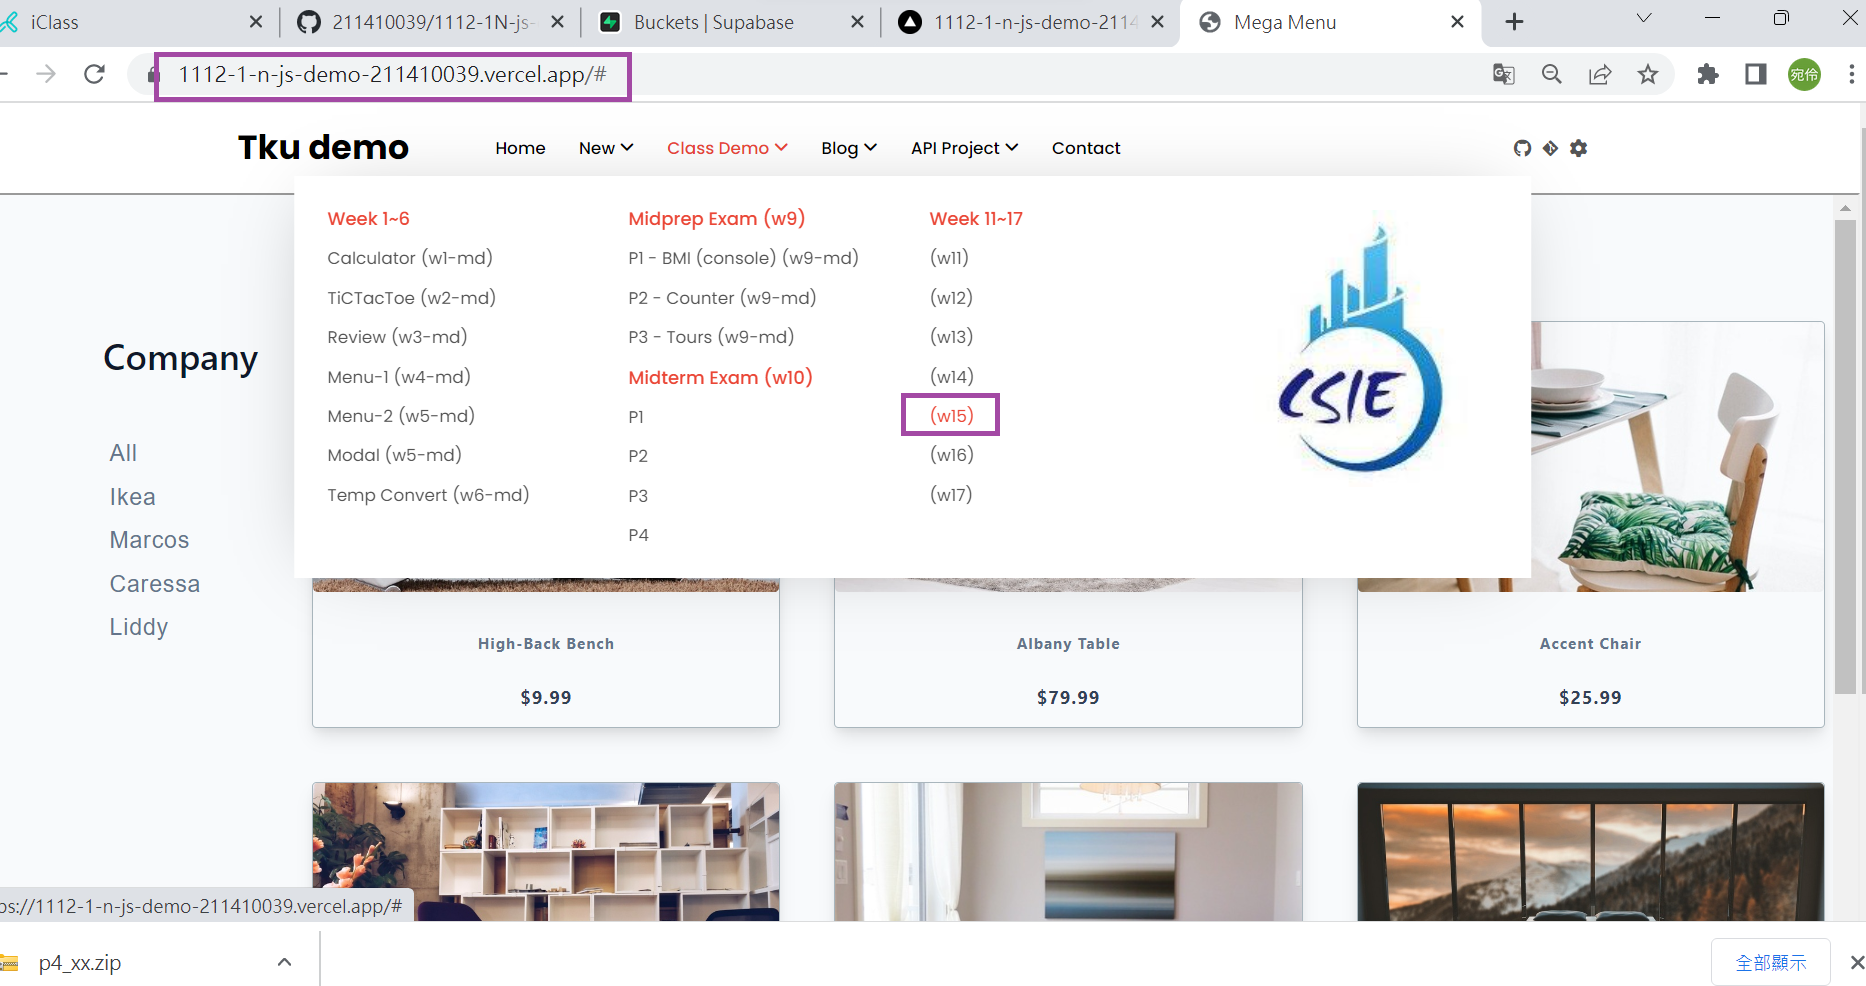 iClass
211410039/1112-1N-js-
Buckets | Supabase
1112-1-n-js-demo-2114
Mega Menu
1112-1-n-js-demo-211410039.vercel.app/#
宛伶
Tku demo
Home
New
Class Demo
Blog
API Project
Contact
Week 1~6
Calculator (w1-md)
TiCTacToe (w2-md)
Review (w3-md)
Menu-1 (w4-md)
Menu-2 (w5-md)
Modal (w5-md)
Temp Convert (w6-md)
Midprep Exam (w9)
P1 - BMI (console) (w9-md)
P2 - Counter (w9-md)
P3 - Tours (w9-md)
Midterm Exam (w10)
P1
P2
P3
P4
Week 11~17
(w11)
(w12)
(w13)
(w14)
(w15)
(w16)
(w17)
CSIE
Company
All
Ikea
Marcos
Caressa
Liddy
High-Back Bench
$9.99
Albany Table
$79.99
Accent Chair
$25.99
ps://1112-1-n-js-demo-211410039.vercel.app/#
p4_xx.zip
全部顯示